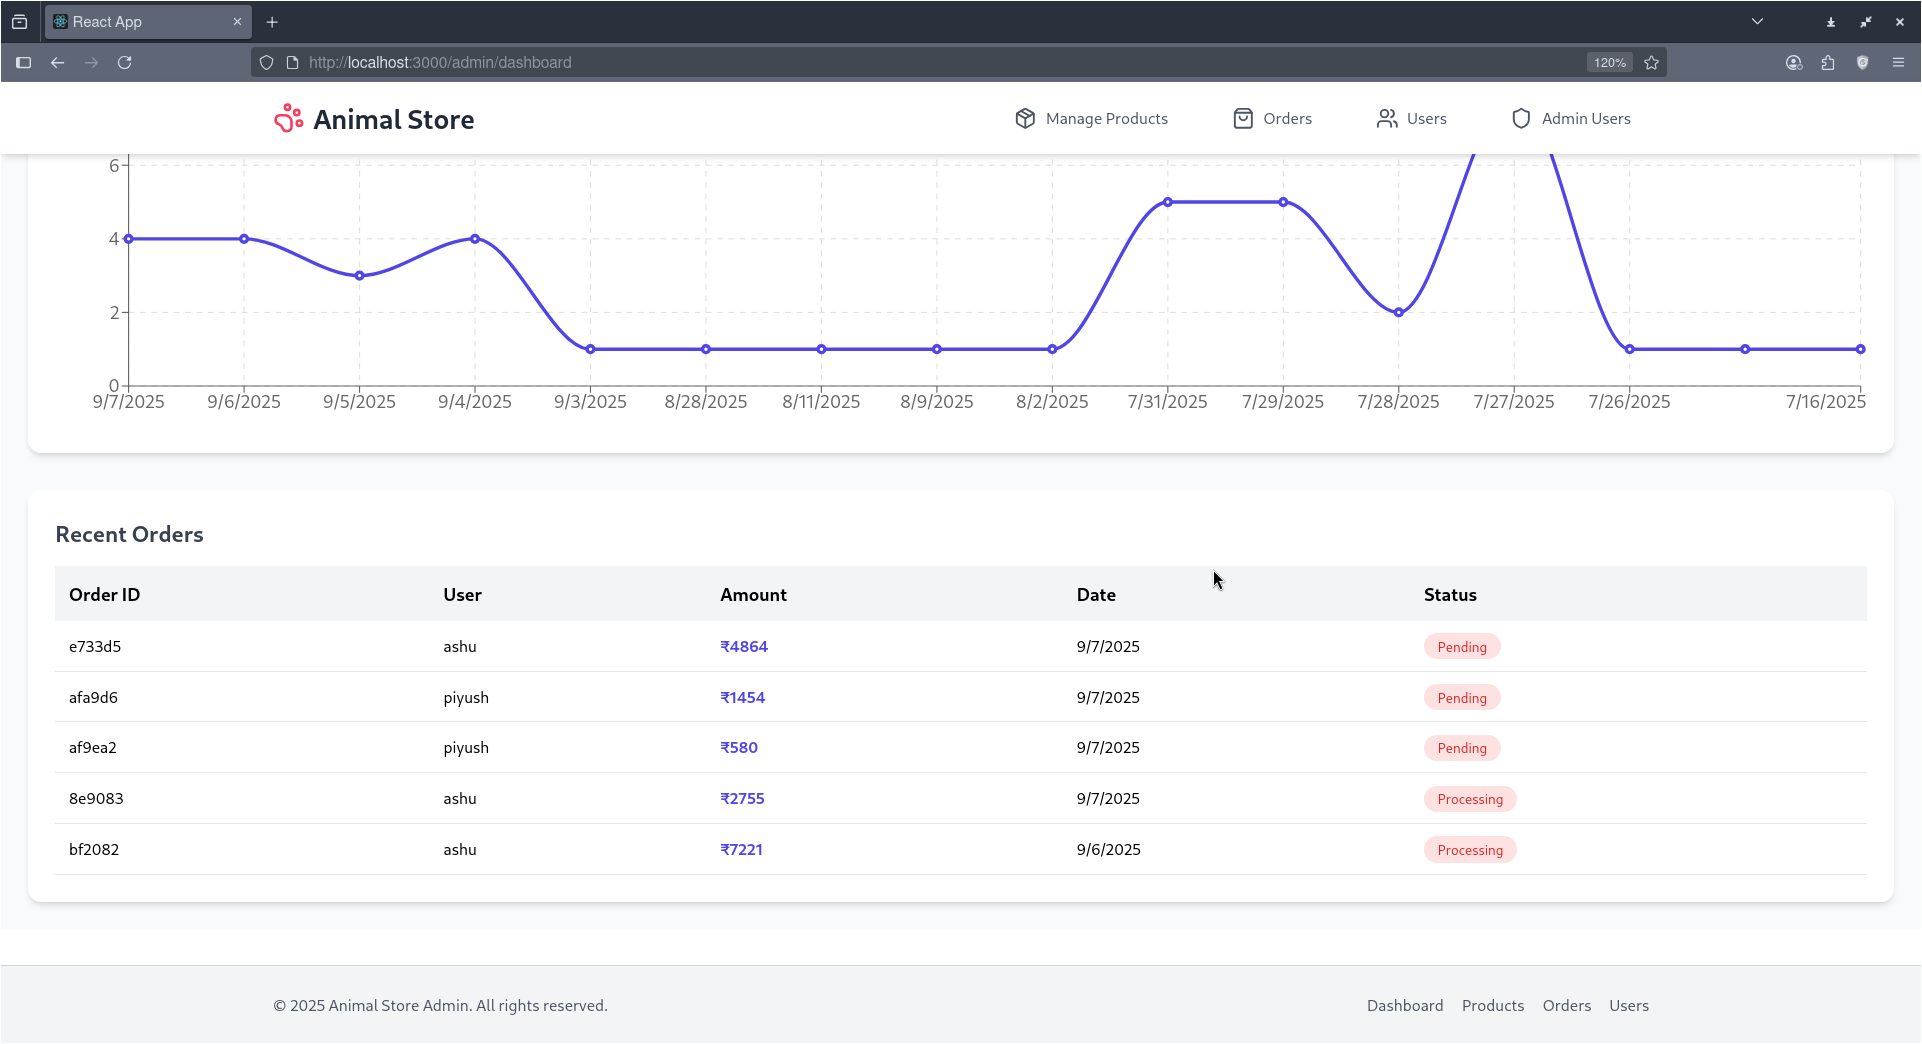 React App
http://localhost:3000/admin/dashboard 120%
Animal Store Manage Products Orders Users Admin Users
6
4
2
0
9/7/2025 9/6/2025 9/5/2025 9/4/2025 9/3/2025 8/28/2025 8/11/2025 8/9/2025 8/2/2025 7/31/2025 7/29/2025 7/28/2025 7/27/2025 7/26/2025 7/16/2025
Recent Orders
Order ID User Amount Date Status
e733d5 ashu ₹4864 9/7/2025 Pending
afa9d6 piyush ₹1454 9/7/2025 Pending
af9ea2 piyush ₹580 9/7/2025 Pending
8e9083 ashu ₹2755 9/7/2025 Processing
bf2082 ashu ₹7221 9/6/2025 Processing
© 2025 Animal Store Admin. All rights reserved. Dashboard Products Orders Users